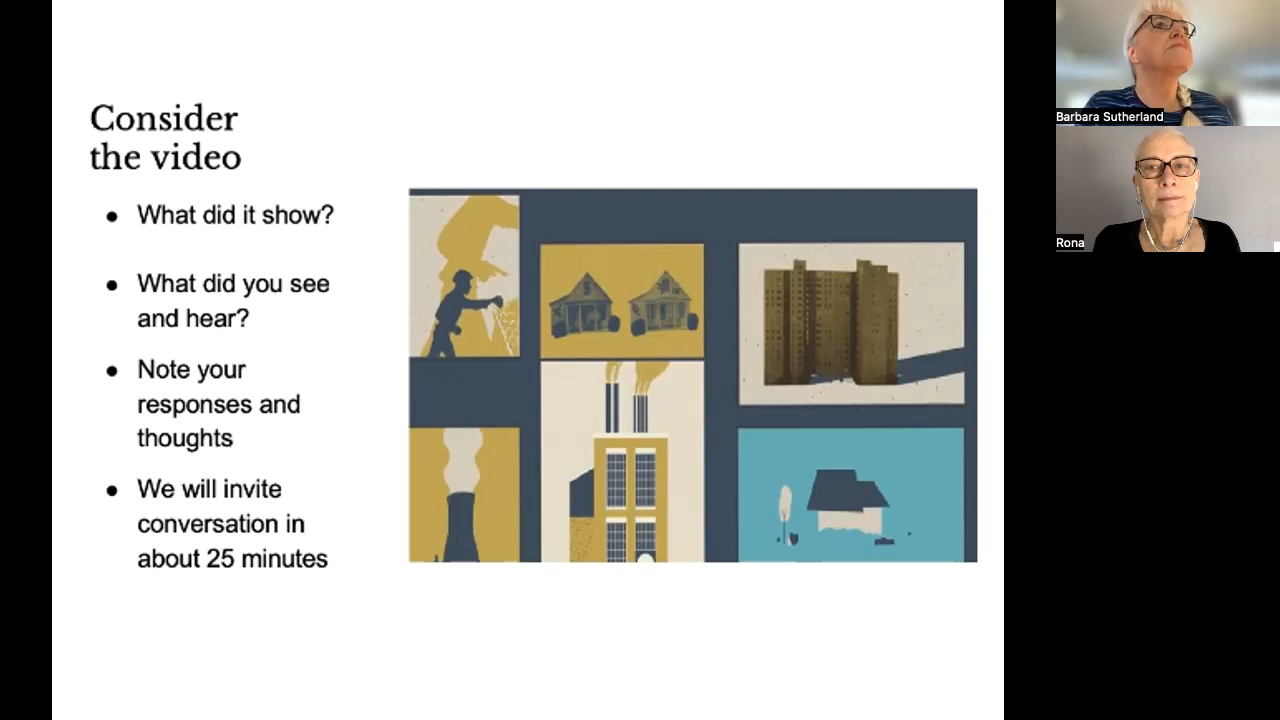 Consider
the video
● What did it show?
● What did you see
and hear?
● Note your
responses and
thoughts
● We will invite
conversation in
about 25 minutes
Barbara Sutherland
Rona